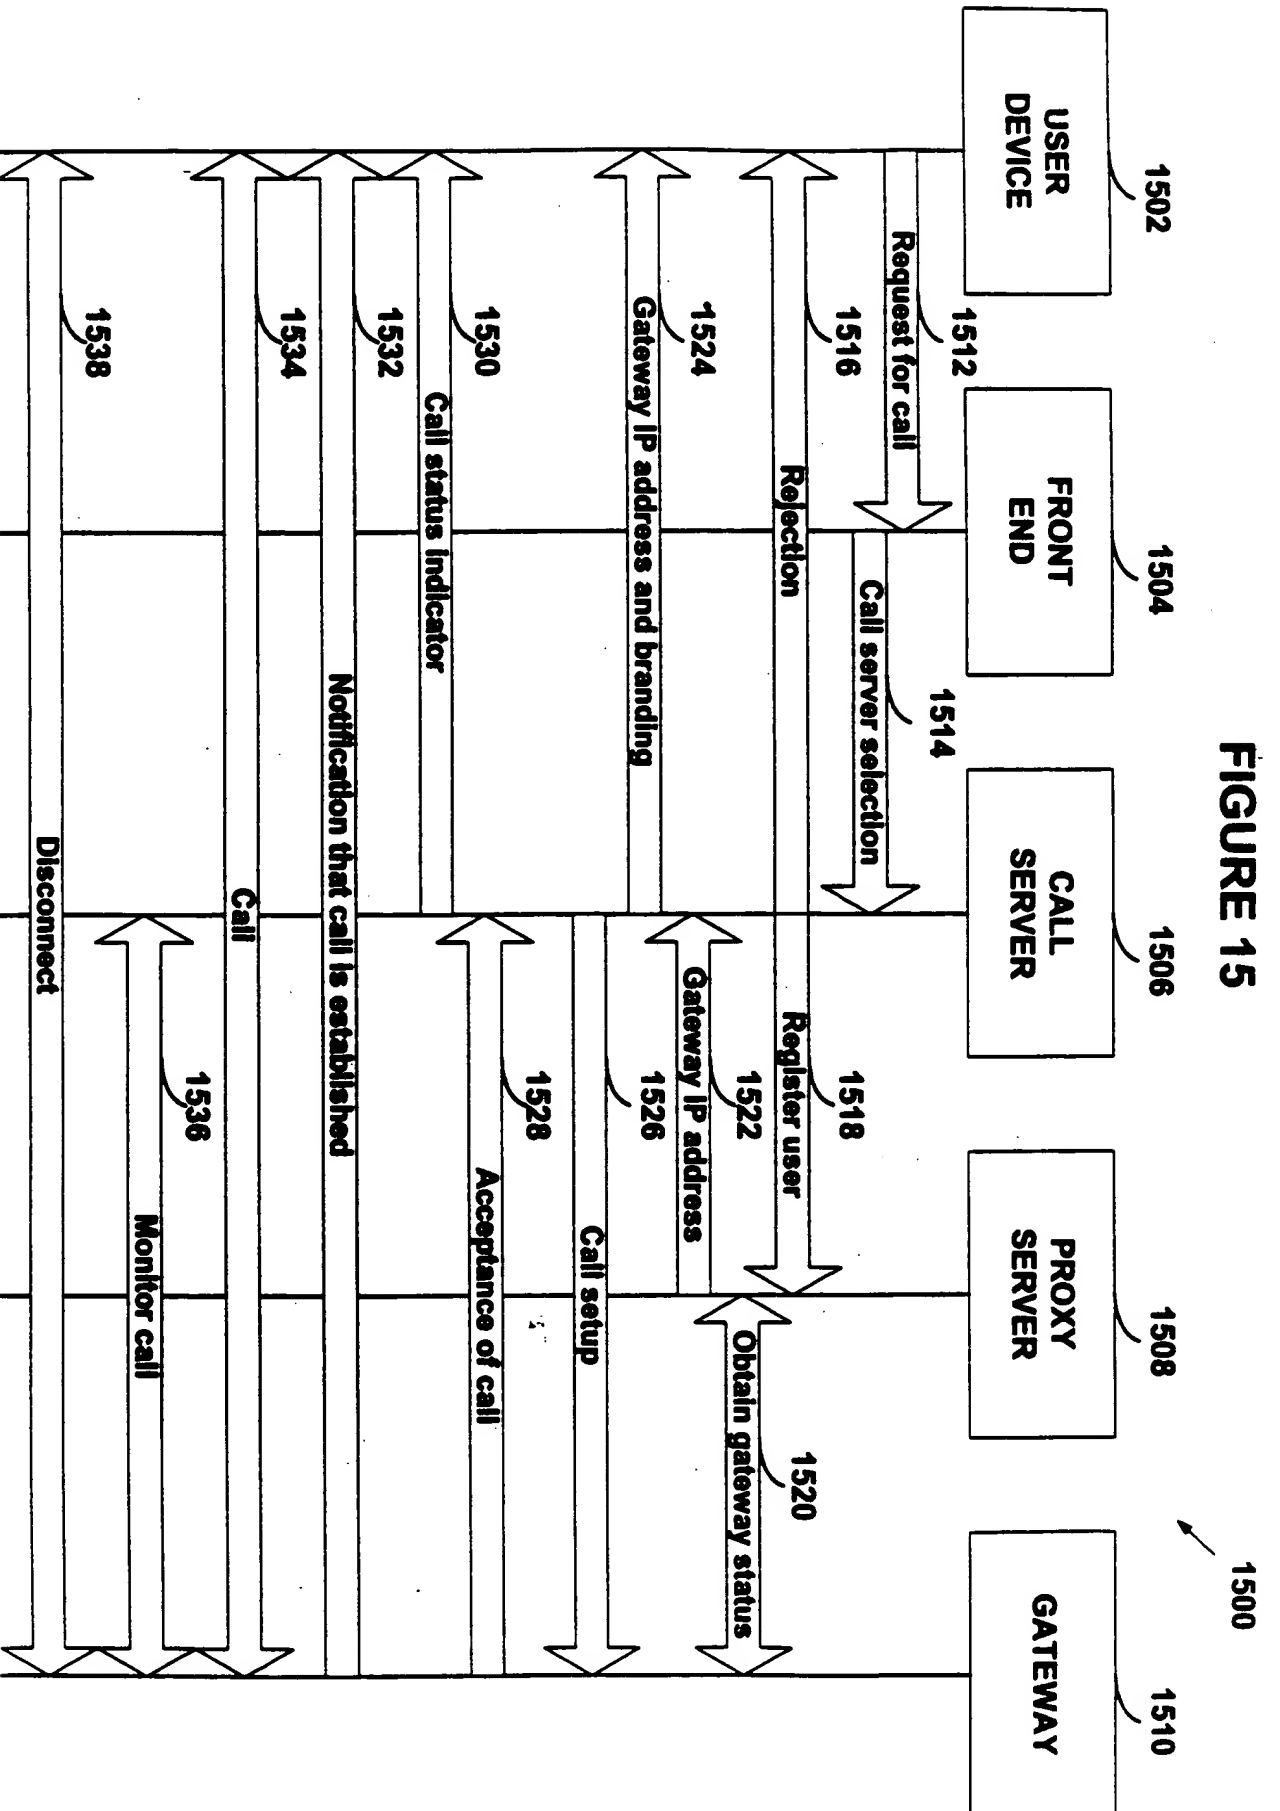 FIGURE 15
1500
1502
USER
DEVICE
1504
FRONT
END
1506
CALL
SERVER
1508
PROXY
SERVER
1510
GATEWAY
1512
Request for call
1514
Call server selection
1516
Rejection
1518
Register user
1520
Obtain gateway status
1522
Gateway IP address
1524
Gateway IP address and branding
1526
Call setup
1528
Acceptance of call
1530
Call status indicator
1532
Notification that call is established
1534
Call
1536
Monitor call
1538
Disconnect